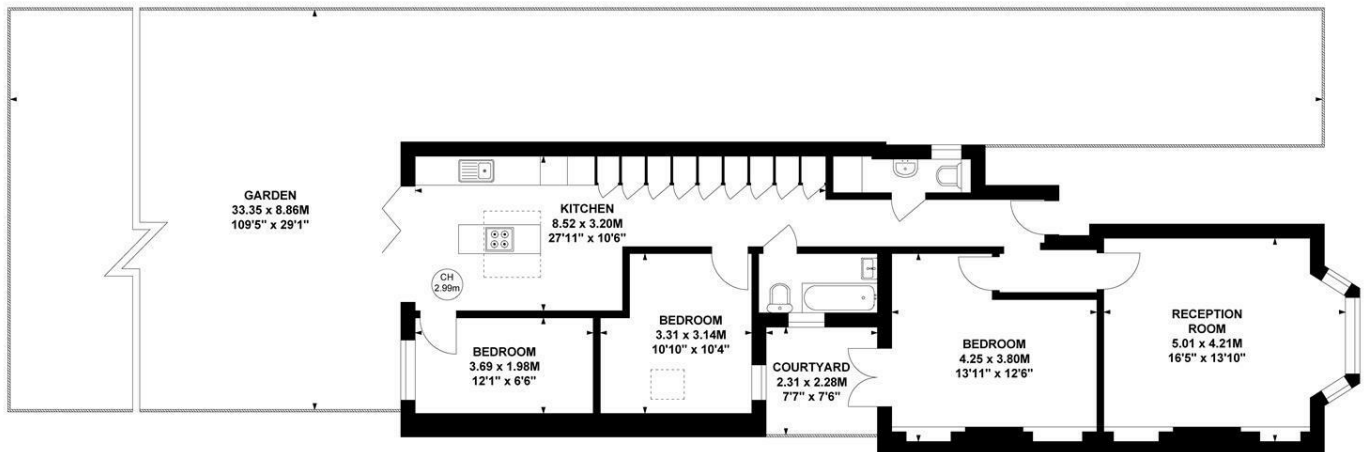 GARDEN
33.35 x 8.86M
109'5" x 29'1"
KITCHEN
8.52 x 3.20M
27'11" x 10'6"
CH
2.99m
BEDROOM
3.69 x 1.98M
12'1" x 6'6"
BEDROOM
3.31 x 3.14M
10'10" x 10'4"
COURTYARD
2.31 x 2.28M
7'7" x 7'6"
BEDROOM
4.25 x 3.80M
13'11" x 12'6"
RECEPTION
ROOM
5.01 x 4.21M
16'5" x 13'10"